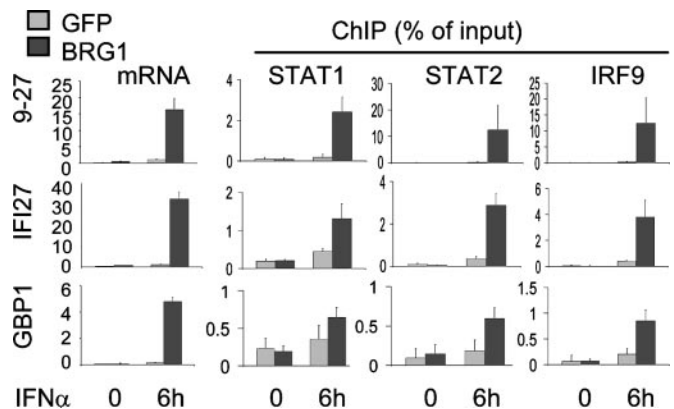 GFP
BRG1
ChIP (% of input)
mRNA STAT1 STAT2 IRF9
9-27
25 20 15 10 5 0
4 2 0
30 20 10 0
25 20 15 10 5 0
IFI27
40 30 20 10 0
2 1 0
4 2 0
6 4 2 0
GBP1
6 4 2 0
1 0.5 0
1 0.5 0
1.5 1 0.5 0
IFNα 0 6h 0 6h 0 6h 0 6h